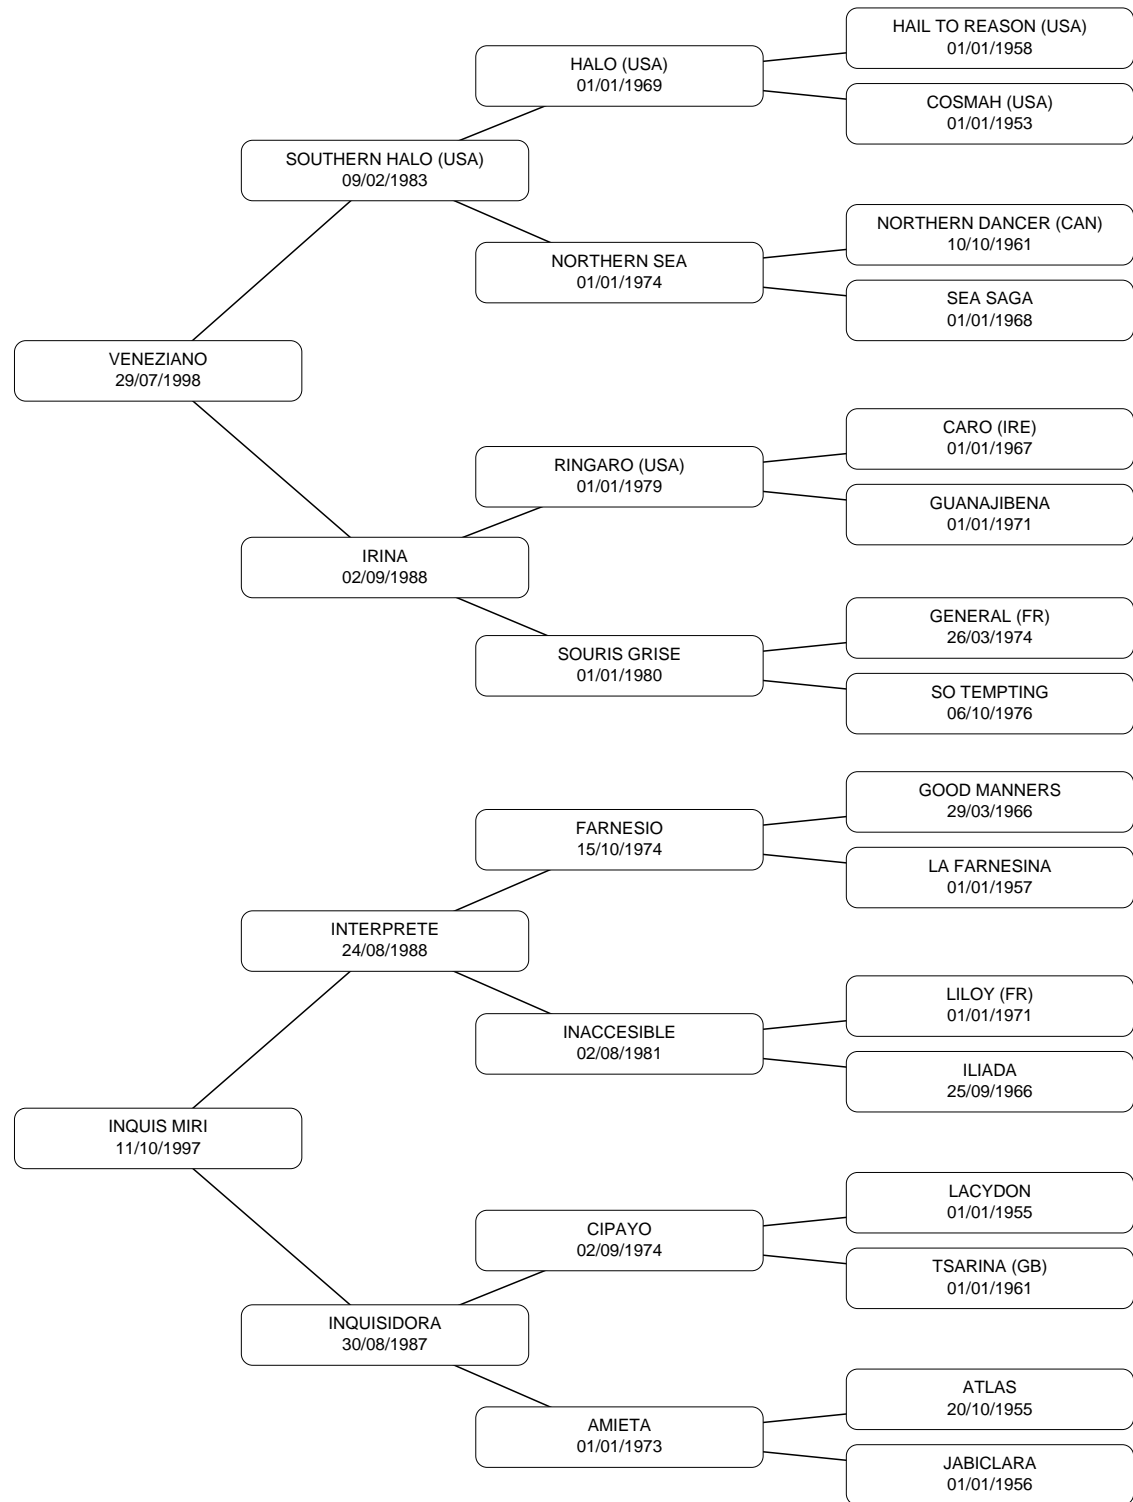 HAIL TO REASON (USA)
01/01/1958
HALO (USA)
01/01/1969
COSMAH (USA)
01/01/1953
SOUTHERN HALO (USA)
09/02/1983
NORTHERN DANCER (CAN)
10/10/1961
NORTHERN SEA
01/01/1974
SEA SAGA
01/01/1968
VENEZIANO
29/07/1998
CARO (IRE)
01/01/1967
RINGARO (USA)
01/01/1979
GUANAJIBENA
01/01/1971
IRINA
02/09/1988
GENERAL (FR)
26/03/1974
SOURIS GRISE
01/01/1980
SO TEMPTING
06/10/1976
GOOD MANNERS
29/03/1966
FARNESIO
15/10/1974
LA FARNESINA
01/01/1957
INTERPRETE
24/08/1988
LILOY (FR)
01/01/1971
INACCESIBLE
02/08/1981
ILIADA
25/09/1966
INQUIS MIRI
11/10/1997
LACYDON
01/01/1955
CIPAYO
02/09/1974
TSARINA (GB)
01/01/1961
INQUISIDORA
30/08/1987
ATLAS
20/10/1955
AMIETA
01/01/1973
JABICLARA
01/01/1956